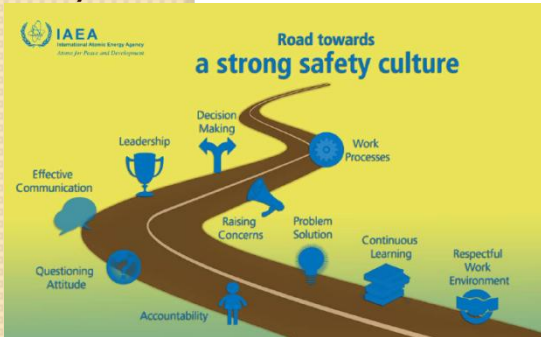 IAEA
International Atomic Energy Agency
Atoms for Peace and Development
Road towards
a strong safety culture
Decision
Making
Leadership
Work
Processes
Effective
Communication
Raising
Concerns
Problem
Solution
Continuous
Learning
Respectful
Work
Environment
Questioning
Attitude
Accountability